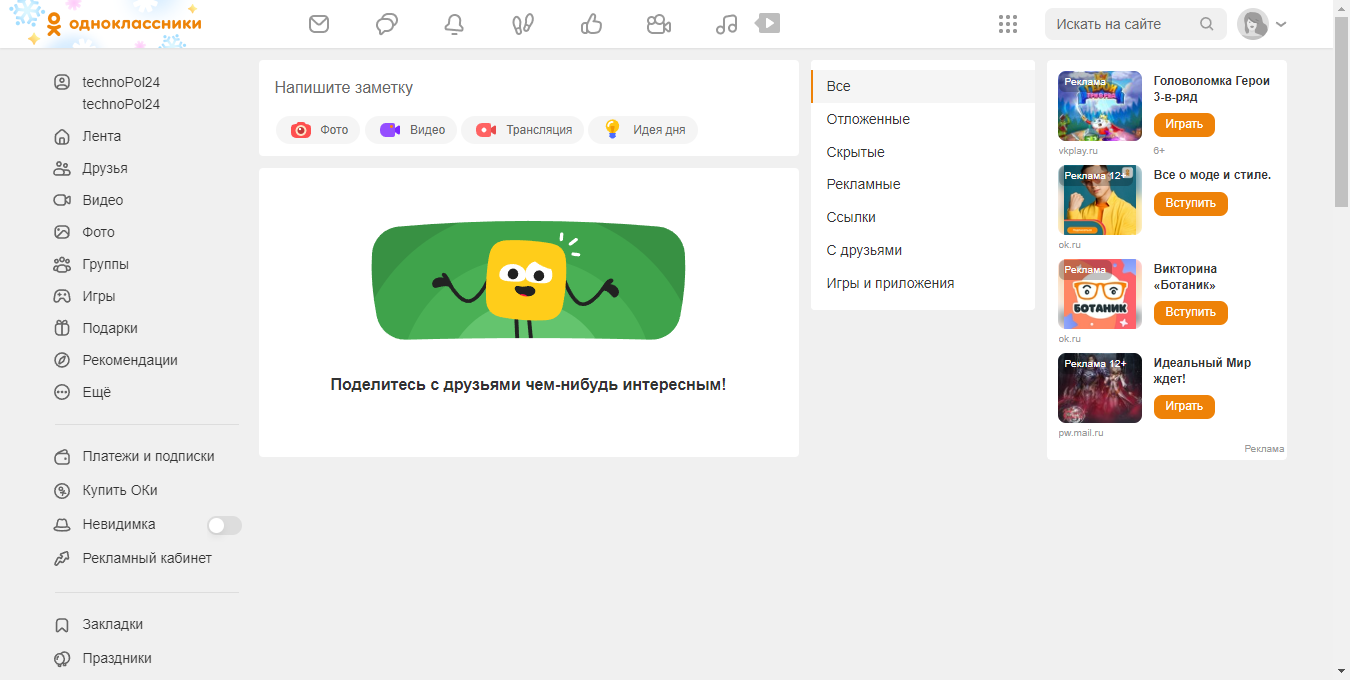 одноклассники
Искать на сайте
technoPol24
technoPol24
Лента
Друзья
Видео
Фото
Группы
Игры
Подарки
Рекомендации
Ещё
Платежи и подписки
Купить ОКи
Невидимка
Рекламный кабинет
Закладки
Праздники
Напишите заметку
Фото
Видео
Трансляция
Идея дня
Поделитесь с друзьями чем-нибудь интересным!
Все
Отложенные
Скрытые
Рекламные
Ссылки
С друзьями
Игры и приложения
Реклама
Головоломка Герои
3-в-ряд
Играть
vkplay.ru
6+
Реклама 12+
Все о моде и стиле.
Вступить
ok.ru
Реклама
БОТАНИК
Викторина
«Ботаник»
Вступить
ok.ru
Реклама 12+
Идеальный Мир
ждет!
Играть
pw.mail.ru
Реклама